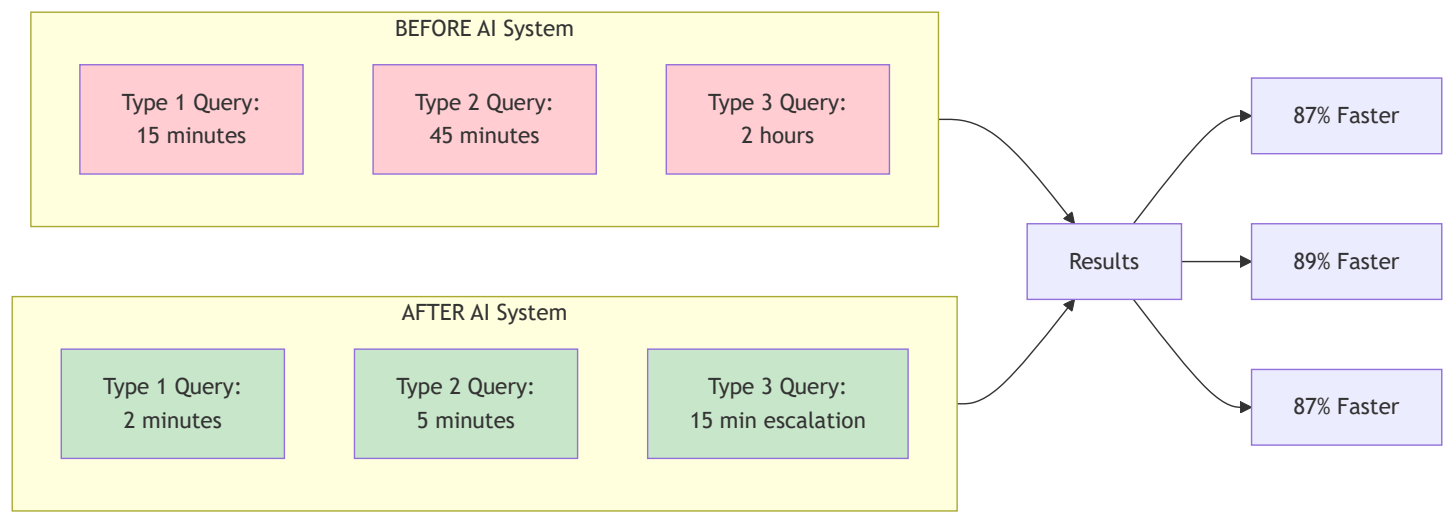 BEFORE AI System
Type 1 Query:
15 minutes
Type 2 Query:
45 minutes
Type 3 Query:
2 hours
AFTER AI System
Type 1 Query:
2 minutes
Type 2 Query:
5 minutes
Type 3 Query:
15 min escalation
Results
87% Faster
89% Faster
87% Faster